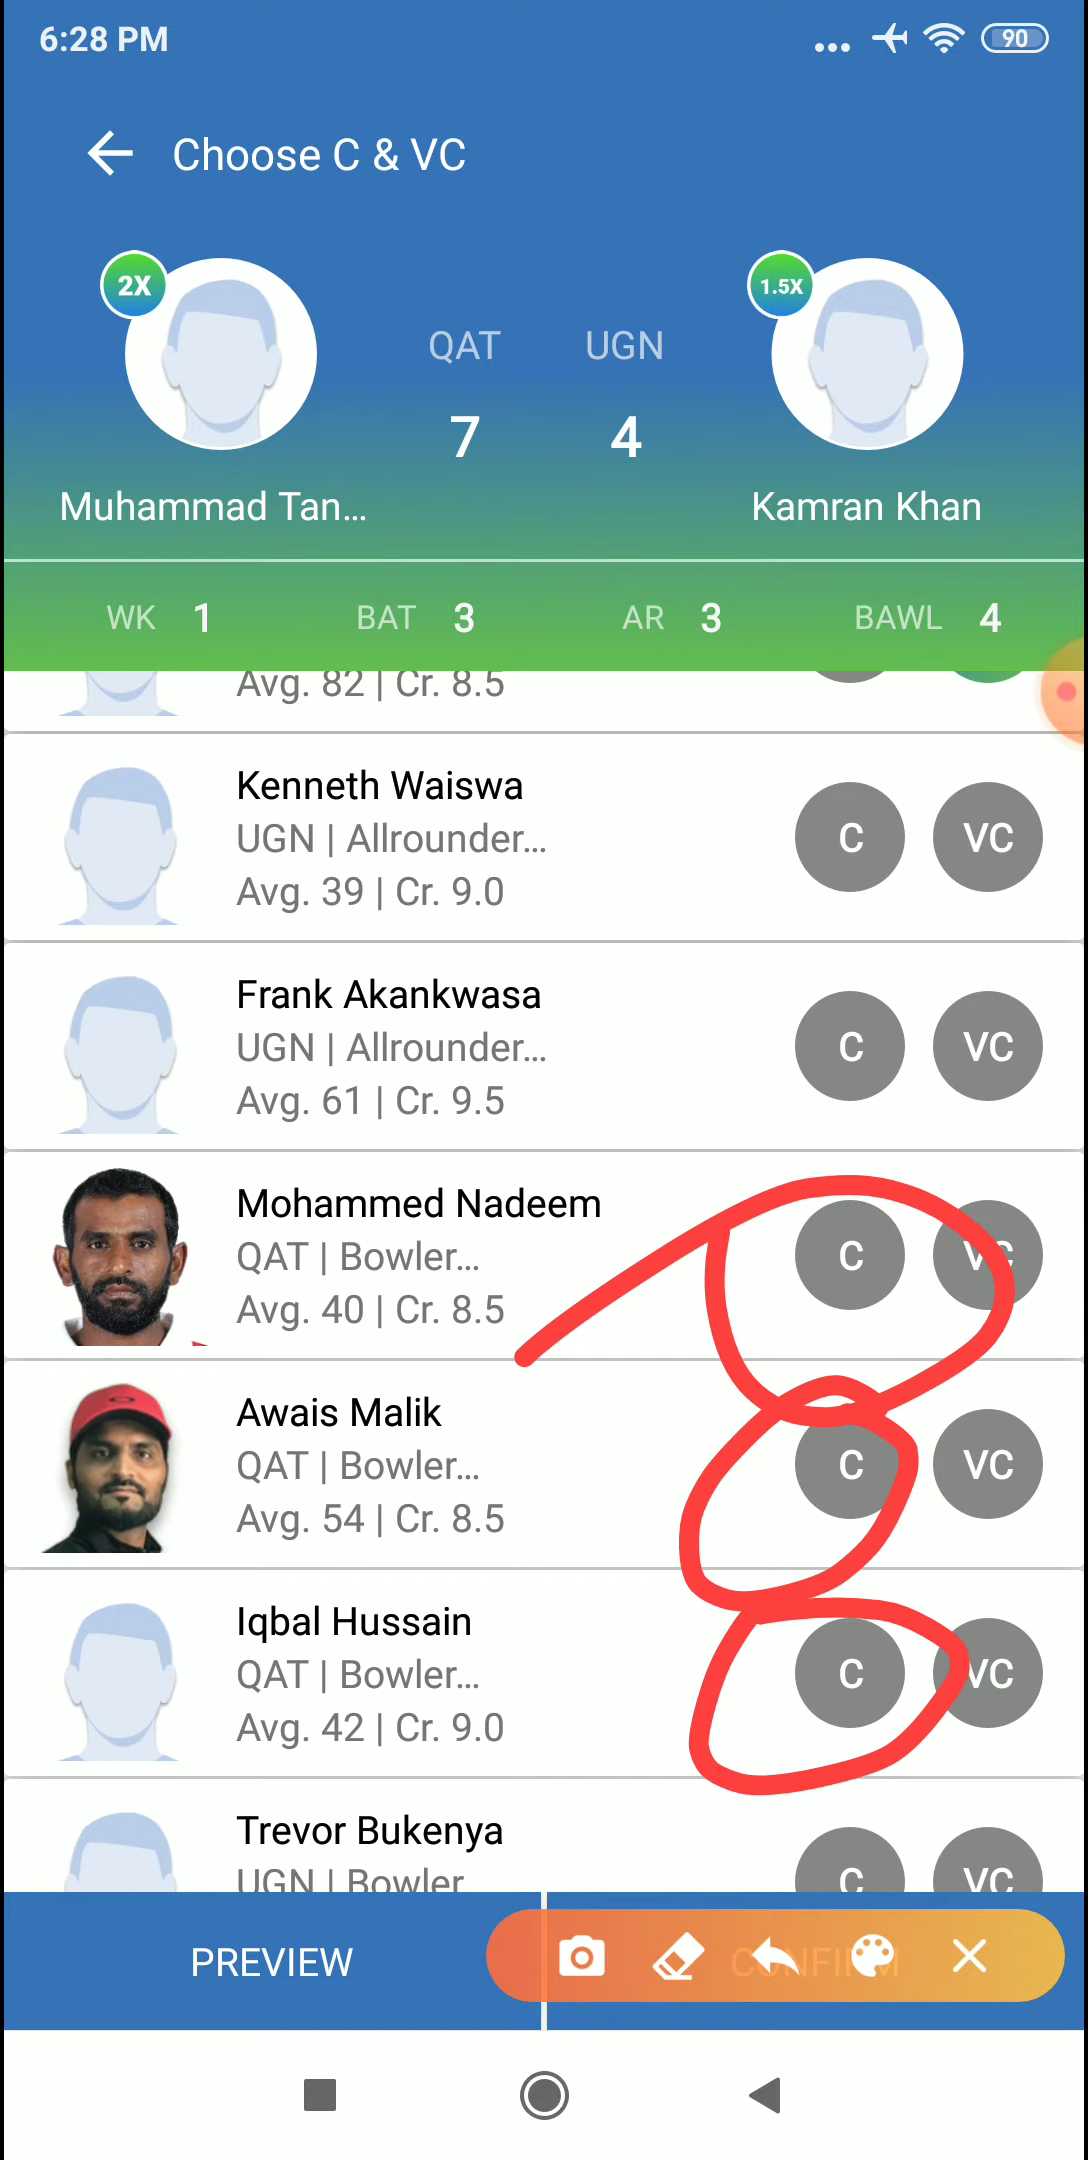 6:28 PM
90
Choose C & VC
2X
1.5X
QAT UGN
7 4
Muhammad Tan...
Kamran Khan
WK 1 BAT 3 AR 3 BAWL 4
Avg. 82 | Cr. 8.5
Kenneth Waiswa
UGN | Allrounder...
Avg. 39 | Cr. 9.0
C VC
Frank Akankwasa
UGN | Allrounder...
Avg. 61 | Cr. 9.5
C VC
Mohammed Nadeem
QAT | Bowler...
Avg. 40 | Cr. 8.5
C VC
Awais Malik
QAT | Bowler...
Avg. 54 | Cr. 8.5
C VC
Iqbal Hussain
QAT | Bowler...
Avg. 42 | Cr. 9.0
C VC
Trevor Bukenya
UGN | Bowler
C VC
PREVIEW
CONFIRM